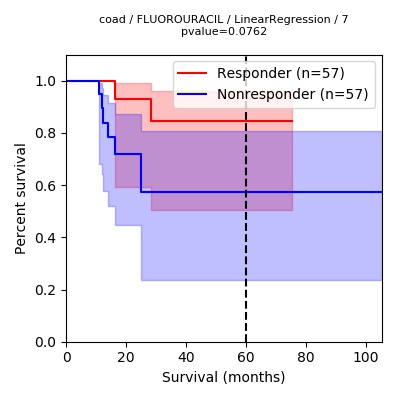 coad / FLUOROURACIL / LinearRegression / 7
pvalue=0.0762
Responder (n=57)
Nonresponder (n=57)
1.0
0.8
0.6
0.4
0.2
0.0
Percent survival
0 20 40 60 80 100
Survival (months)